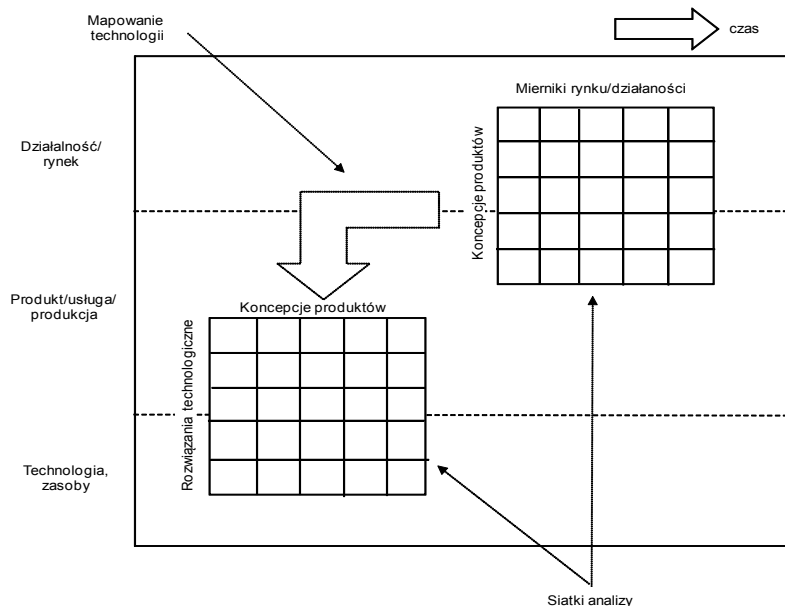 Mapowanie
technologii
czas
Mierniki rynku/działaności
Koncepcje produktów
Działalność/
rynek
Produkt/usługa/
produkcja
Koncepcje produktów
Rozwiązania technologiczne
Technologia,
zasoby
Siatki analizy